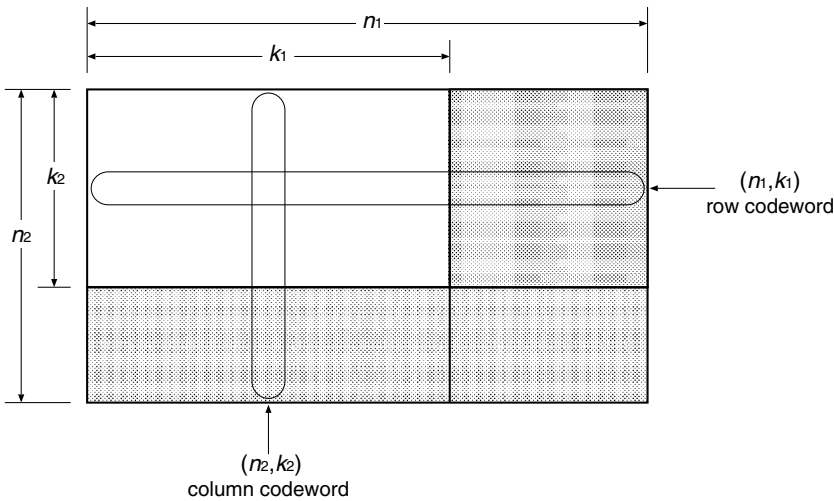 n₁
k₁
k₂
n₂
(n₁,k₁)
row codeword
(n₂,k₂)
column codeword